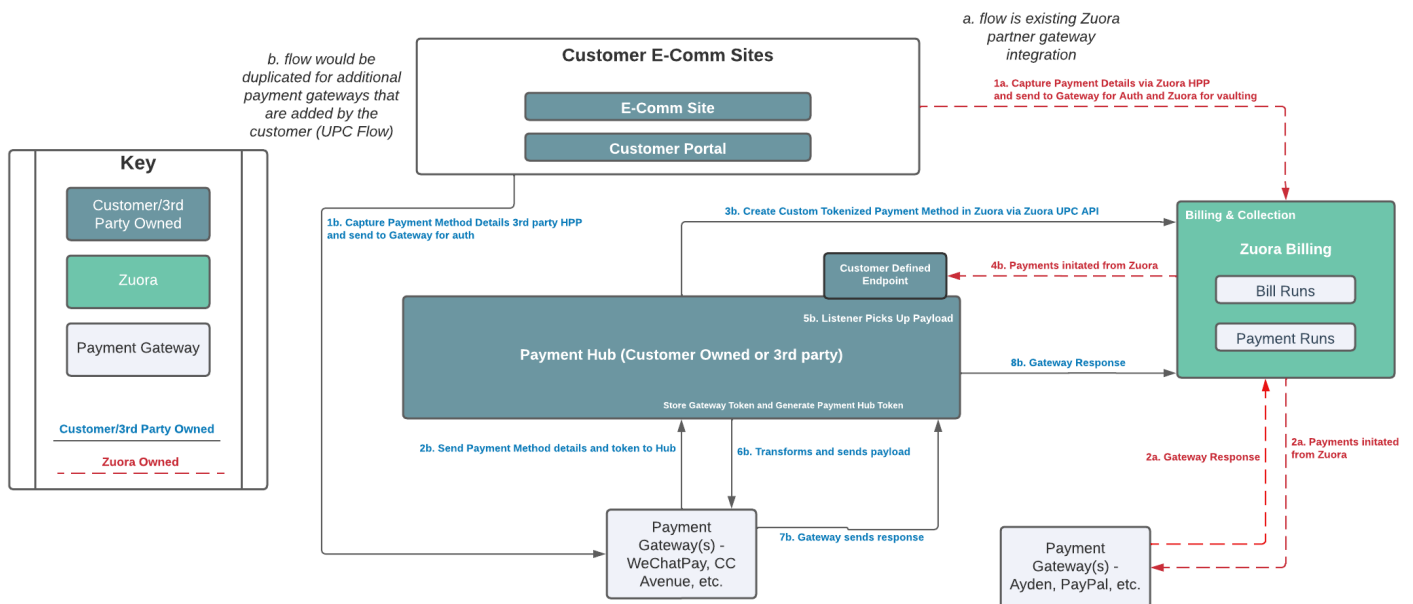 a. flow is existing Zuora
partner gateway
integration
b. flow would be
duplicated for additional
payment gateways that
are added by the
customer (UPC Flow)
Customer E-Comm Sites
E-Comm Site
Customer Portal
1a. Capture Payment Details via Zuora HPP
and send to Gateway for Auth and Zuora for vaulting
Key
Customer/3rd
Party Owned
Zuora
Payment Gateway
Customer/3rd Party Owned
Zuora Owned
1b. Capture Payment Method Details 3rd party HPP
and send to Gateway for auth
3b. Create Custom Tokenized Payment Method in Zuora via Zuora UPC API
Billing & Collection
Zuora Billing
Bill Runs
Payment Runs
Customer Defined
Endpoint
4b. Payments initated from Zuora
5b. Listener Picks Up Payload
Payment Hub (Customer Owned or 3rd party)
8b. Gateway Response
Store Gateway Token and Generate Payment Hub Token
2b. Send Payment Method details and token to Hub
6b. Transforms and sends payload
2a. Gateway Response
2a. Payments initated
from Zuora
Payment
Gateway(s) -
WeChatPay, CC
Avenue, etc.
7b. Gateway sends response
Payment
Gateway(s) -
Ayden, PayPal, etc.